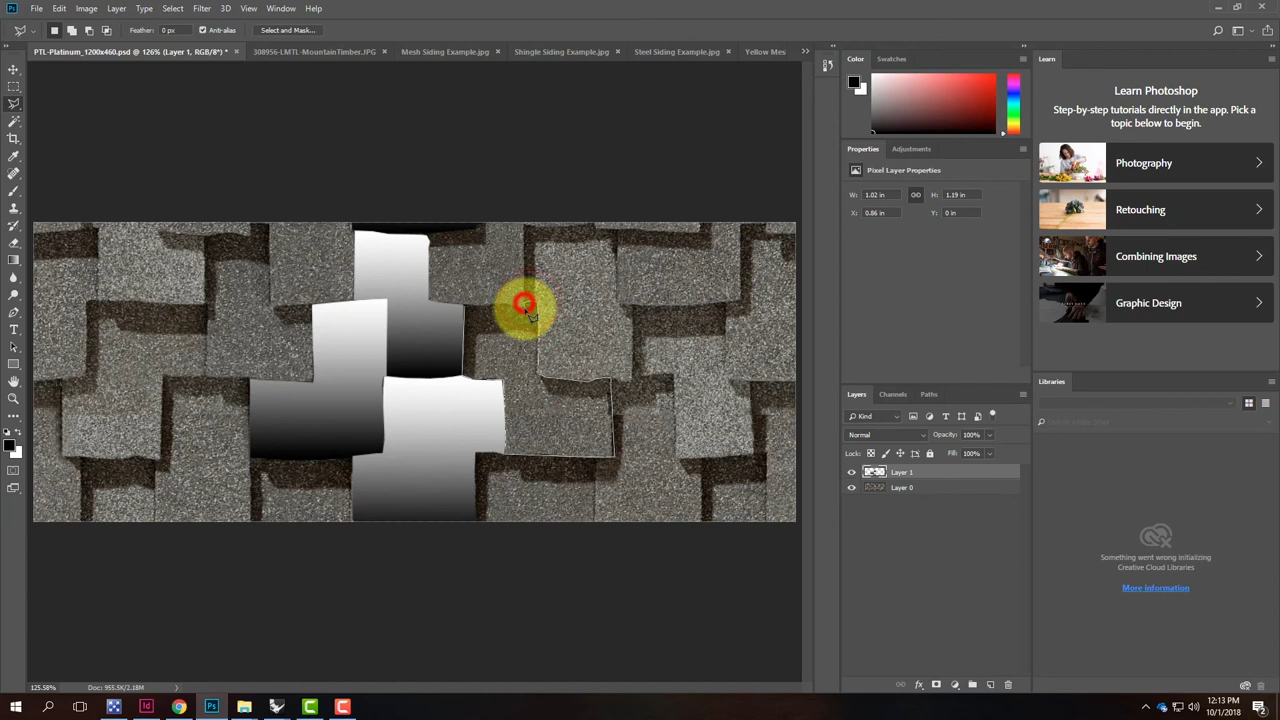 Ps File Edit Image Layer Type Select Filter 3D View Window Help
Feather: 0 px Anti-alias Select and Mask...
PTL-Platinum_1200x460.psd @ 126% (Layer 1, RGB/8*) * × 308956-LMTL-MountainTimber.JPG × Mesh Siding Example.jpg × Shingle Siding Example.jpg × Steel Siding Example.jpg × Yellow Mes
Color Swatches
Learn
Learn Photoshop
Step-by-step tutorials directly in the app. Pick a
topic below to begin.
Photography
Retouching
Combining Images
Graphic Design
Properties Adjustments
Pixel Layer Properties
W: 1.02 in H: 1.19 in
X: 0.86 in Y: 0 in
Libraries
Something went wrong initializing
Creative Cloud Libraries
More information
Layers Channels Paths
Kind
Normal Opacity: 100%
Lock: Fill: 100%
Layer 1
Layer 0
fx
125.58% Doc: 955.5K/2.18M
12:13 PM
10/1/2018